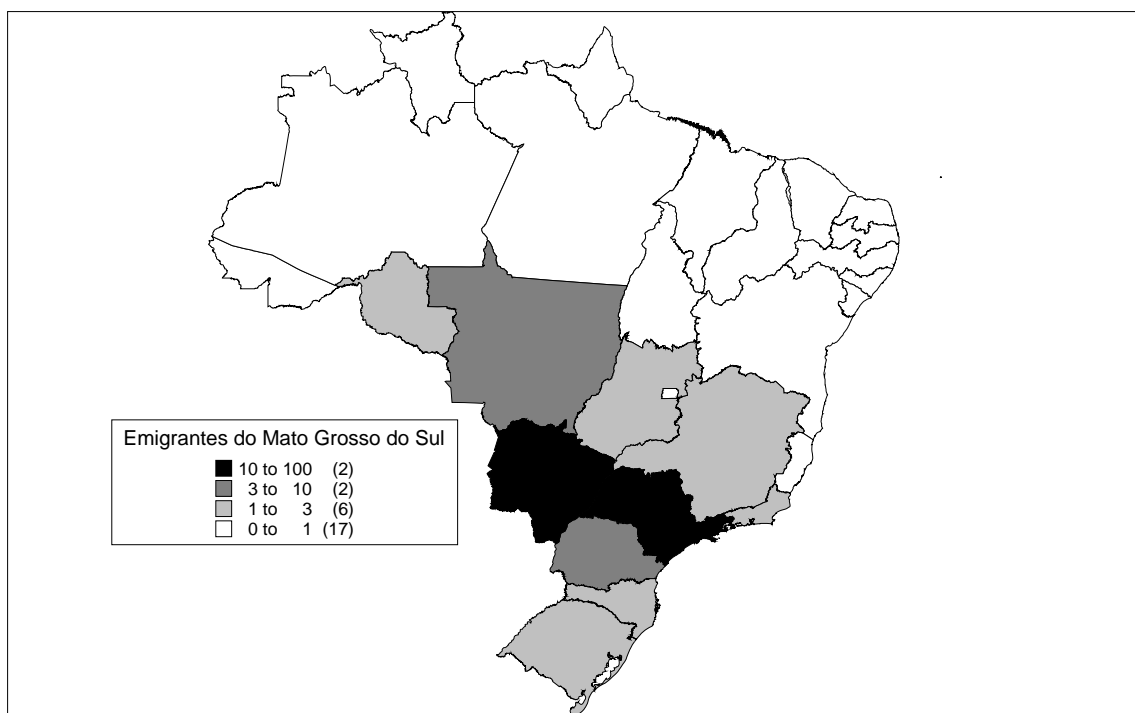 Emigrantes do Mato Grosso do Sul
10 to 100 (2)
3 to 10 (2)
1 to 3 (6)
0 to 1 (17)